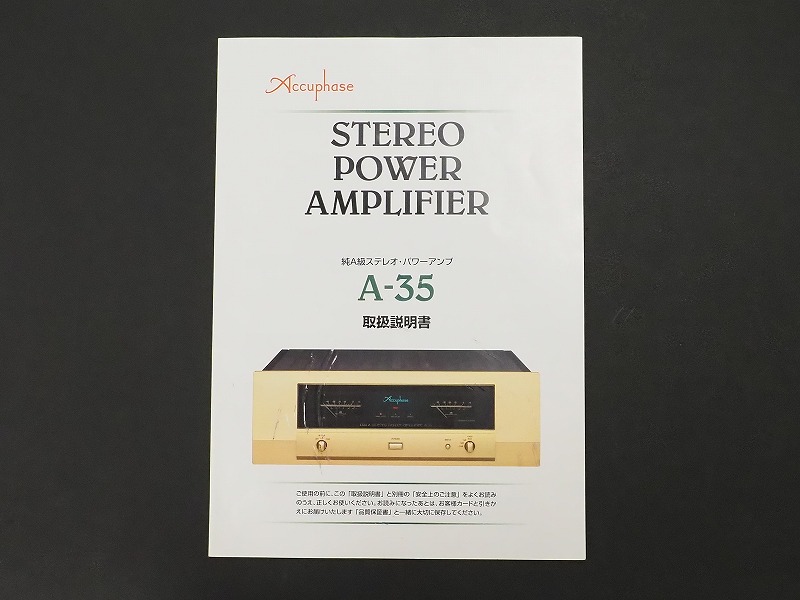 Accuphase
STEREO
POWER
AMPLIFIER
純A級ステレオ・パワーアンプ
A-35
取扱説明書
Accuphase
ご使用の前に、この「取扱説明書」と別冊の「安全上のご注意」をよくお読み
のうえ、正しくお使いください。お読みになったあとは、お客様カードと引きか
えにお届けいたします「品質保証書」と一緒に大切に保存してください。